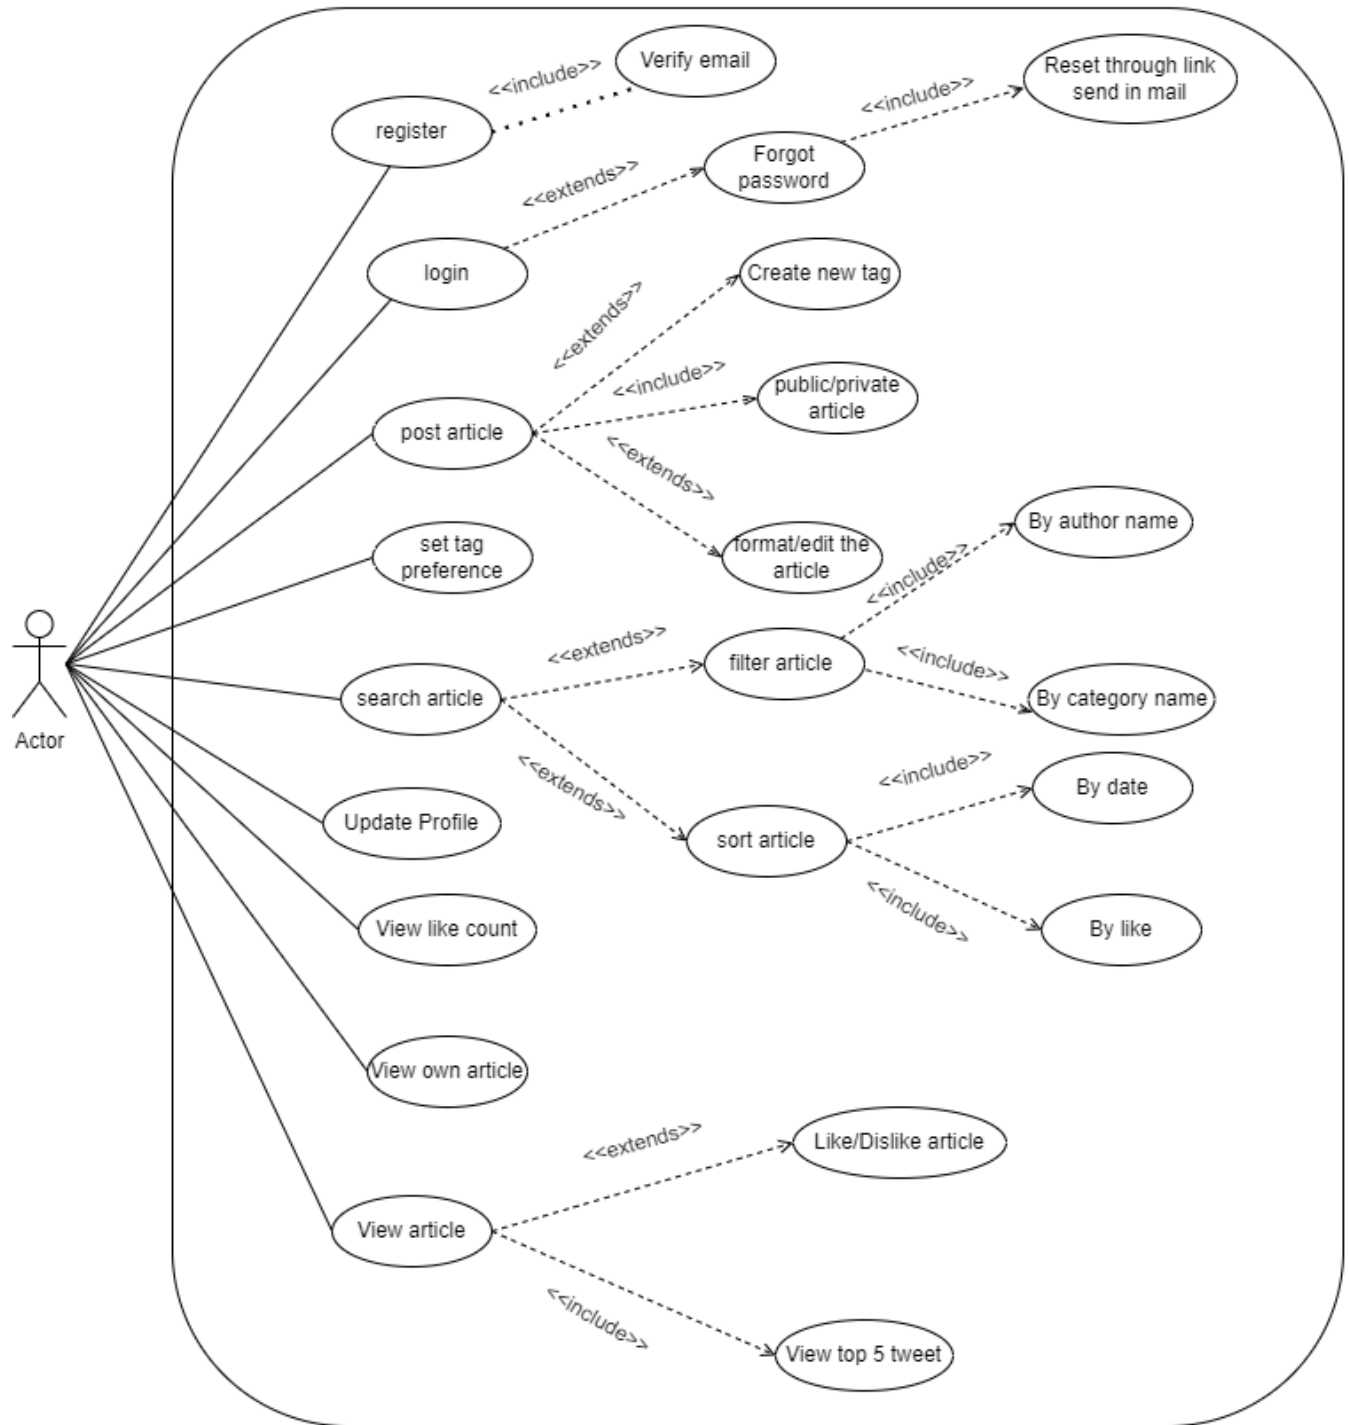 Verify email
<<include>>
Reset through link
send in mail
<<include>>
register
Forgot
password
<<extends>>
login
Create new tag
<<extends>>
<<include>>
public/private
article
post article
<<extends>>
By author name
set tag
preference
format/edit the
article
<<include>>
<<extends>>
filter article
<<include>>
search article
By category name
Actor
<<extends>>
<<include>>
By date
Update Profile
sort article
<<include>>
View like count
By like
View own article
<<extends>>
Like/Dislike article
View article
<<include>>
View top 5 tweet